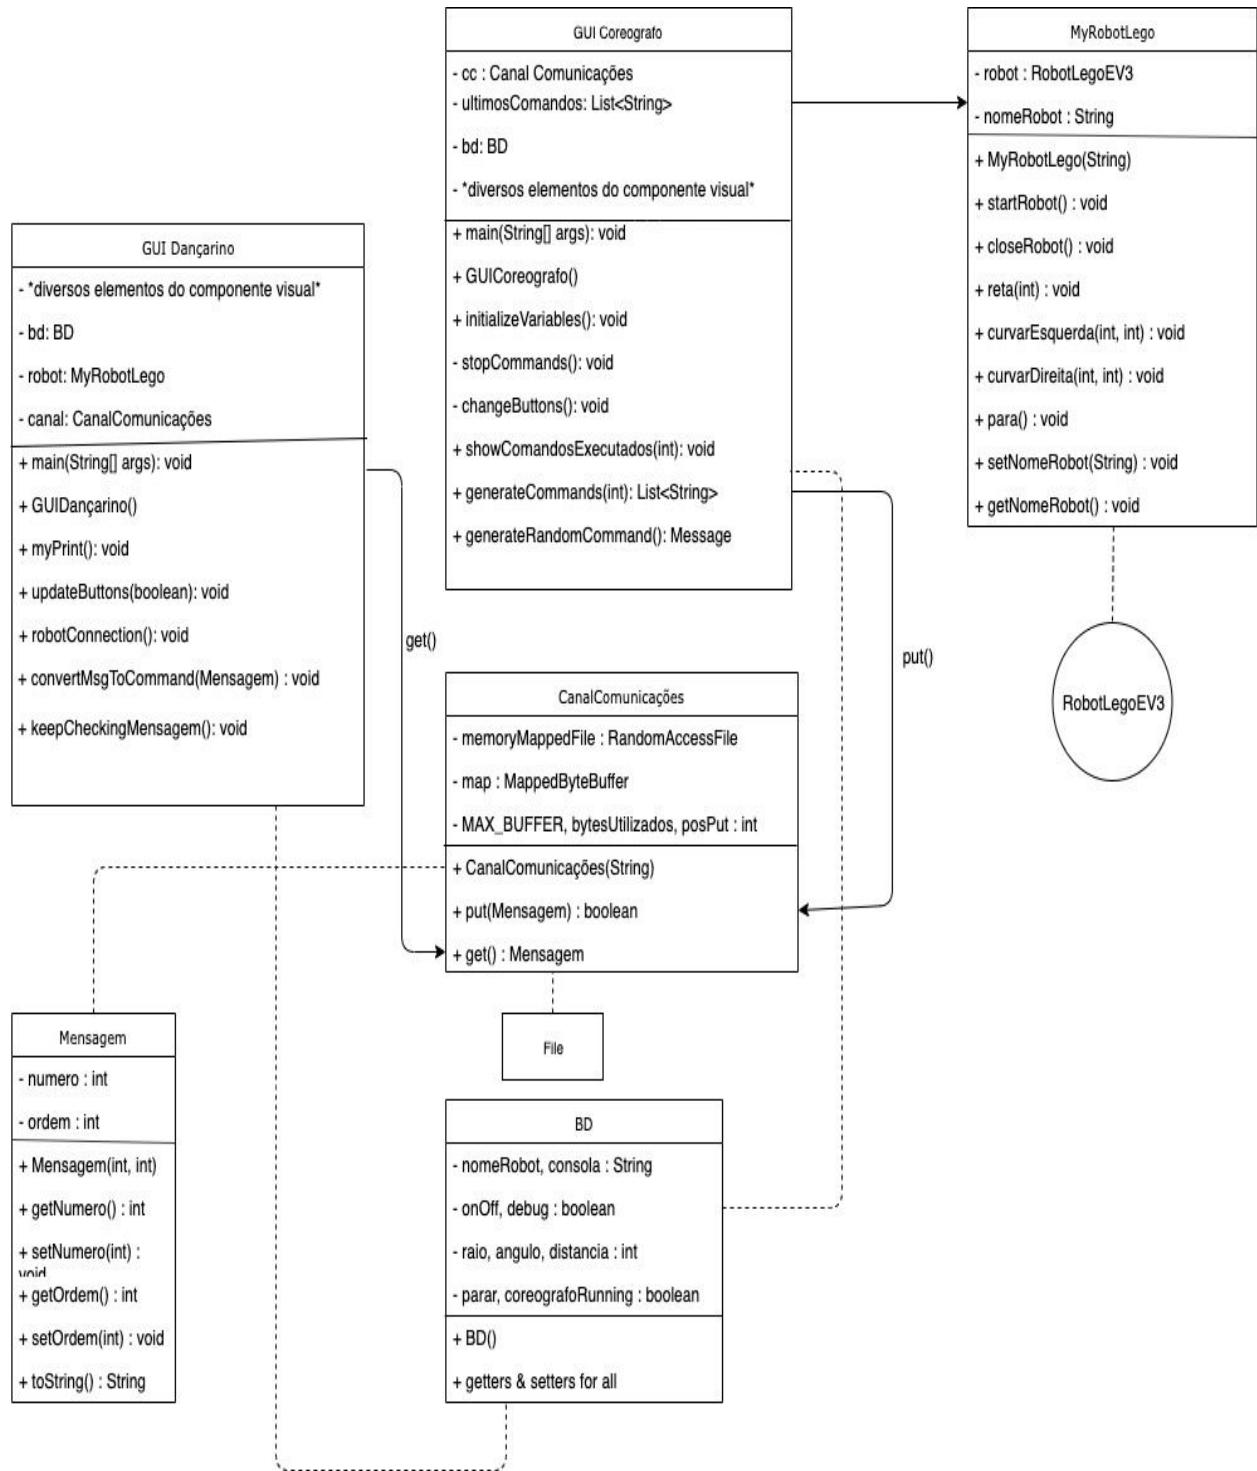 GUI Coreografo
- cc : Canal Comunicações
- ultimosComandos: List<String>
- bd: BD
- *diversos elementos do componente visual*
+ main(String[] args): void
+ GUICoreografo()
+ initializeVariables(): void
- stopCommands(): void
- changeButtons(): void
+ showComandosExecutados(int): void
+ generateCommands(int): List<String>
+ generateRandomCommand(): Message
MyRobotLego
- robot : RobotLegoEV3
- nomeRobot : String
+ MyRobotLego(String)
+ startRobot() : void
+ closeRobot() : void
+ reta(int) : void
+ curvarEsquerda(int, int) : void
+ curvarDireita(int, int) : void
+ para() : void
+ setNomeRobot(String) : void
+ getNomeRobot() : void
GUI Dançarino
- *diversos elementos do componente visual*
- bd: BD
- robot: MyRobotLego
- canal: CanalComunicações
+ main(String[] args): void
+ GUIDançarino()
+ myPrint(): void
+ updateButtons(boolean): void
+ robotConnection(): void
+ convertMsgToCommand(Mensagem) : void
+ keepCheckingMensagem(): void
get()
put()
RobotLegoEV3
CanalComunicações
- memoryMappedFile : RandomAccessFile
- map : MappedByteBuffer
- MAX_BUFFER, bytesUtilizados, posPut : int
+ CanalComunicações(String)
+ put(Mensagem) : boolean
+ get() : Mensagem
File
Mensagem
- numero : int
- ordem : int
+ Mensagem(int, int)
+ getNumero() : int
+ setNumero(int) :
void
+ getOrdem() : int
+ setOrdem(int) : void
+ toString() : String
BD
- nomeRobot, consola : String
- onOff, debug : boolean
- raio, angulo, distancia : int
- parar, coreografoRunning : boolean
+ BD()
+ getters & setters for all